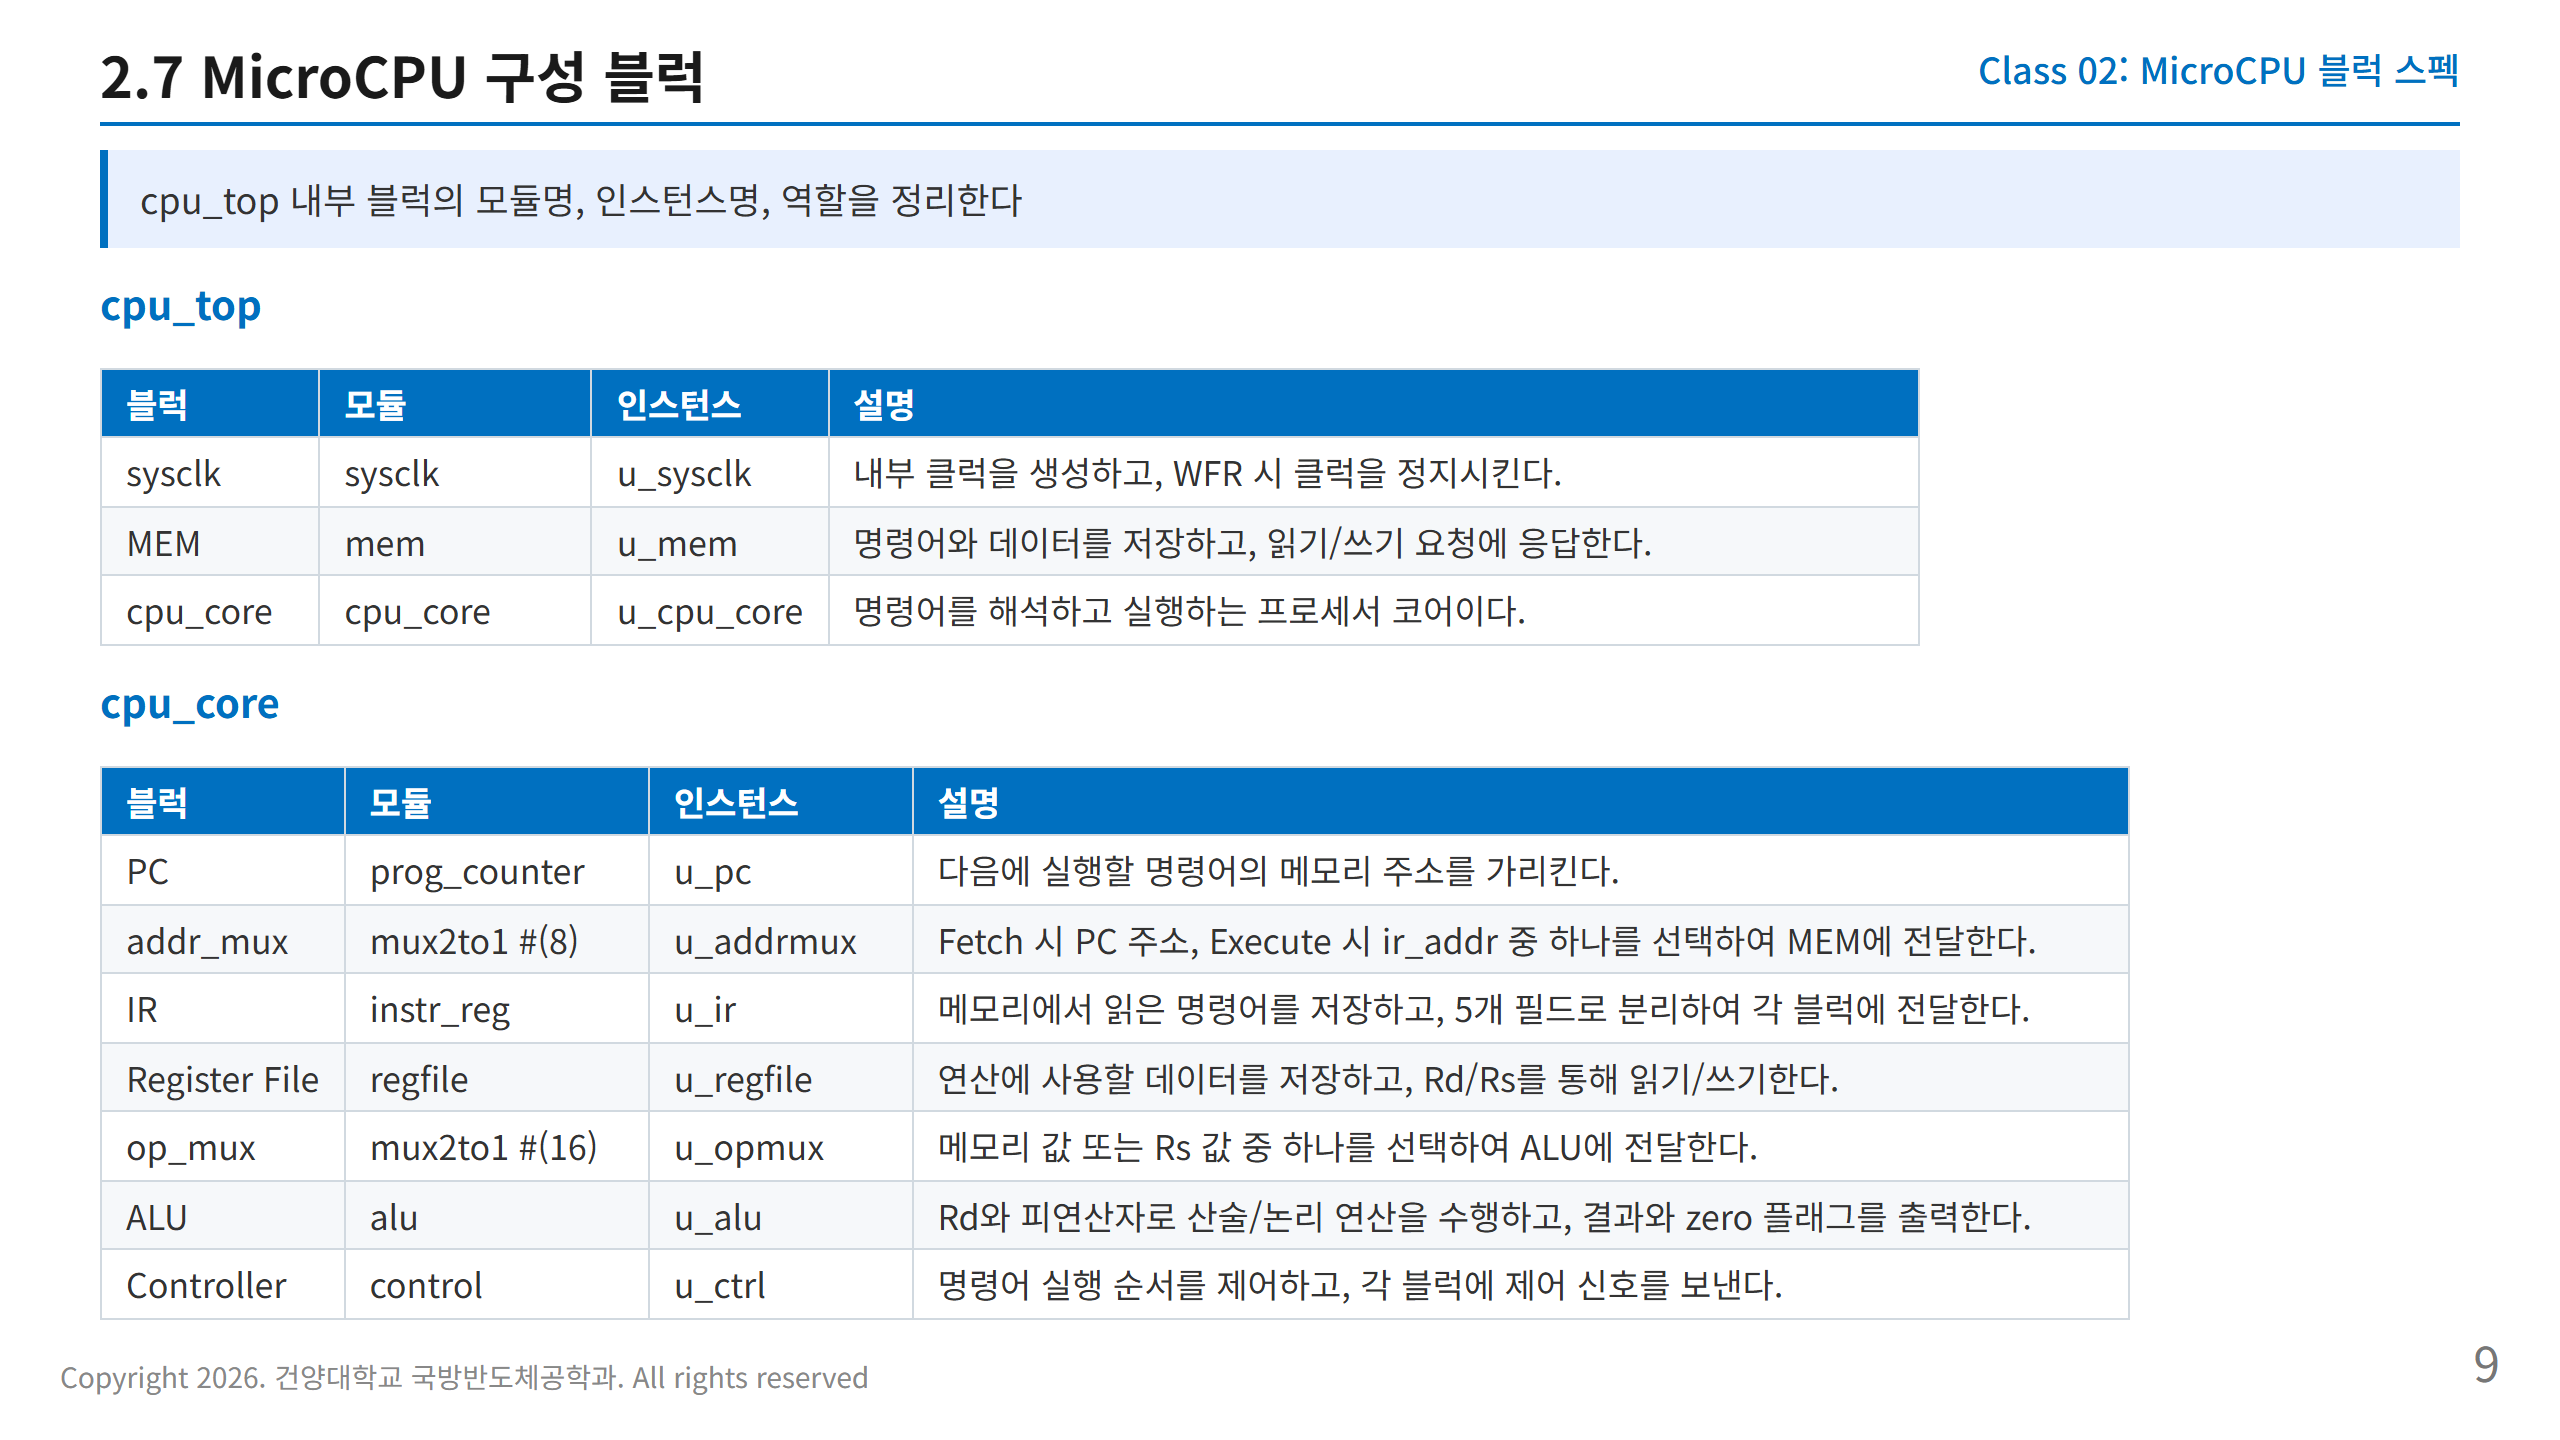 2.7 MicroCPU 구성 블럭
Class 02: MicroCPU 블럭 스펙
cpu_top 내부 블럭의 모듈명, 인스턴스명, 역할을 정리한다
cpu_top
블럭 모듈 인스턴스 설명
sysclk sysclk u_sysclk 내부 클럭을 생성하고, WFR 시 클럭을 정지시킨다.
MEM mem u_mem 명령어와 데이터를 저장하고, 읽기/쓰기 요청에 응답한다.
cpu_core cpu_core u_cpu_core 명령어를 해석하고 실행하는 프로세서 코어이다.
cpu_core
블럭 모듈 인스턴스 설명
PC prog_counter u_pc 다음에 실행할 명령어의 메모리 주소를 가리킨다.
addr_mux mux2to1 #(8) u_addrmux Fetch 시 PC 주소, Execute 시 ir_addr 중 하나를 선택하여 MEM에 전달한다.
IR instr_reg u_ir 메모리에서 읽은 명령어를 저장하고, 5개 필드로 분리하여 각 블럭에 전달한다.
Register File regfile u_regfile 연산에 사용할 데이터를 저장하고, Rd/Rs를 통해 읽기/쓰기한다.
op_mux mux2to1 #(16) u_opmux 메모리 값 또는 Rs 값 중 하나를 선택하여 ALU에 전달한다.
ALU alu u_alu Rd와 피연산자로 산술/논리 연산을 수행하고, 결과와 zero 플래그를 출력한다.
Controller control u_ctrl 명령어 실행 순서를 제어하고, 각 블럭에 제어 신호를 보낸다.
Copyright 2026. 건양대학교 국방반도체공학과. All rights reserved
9